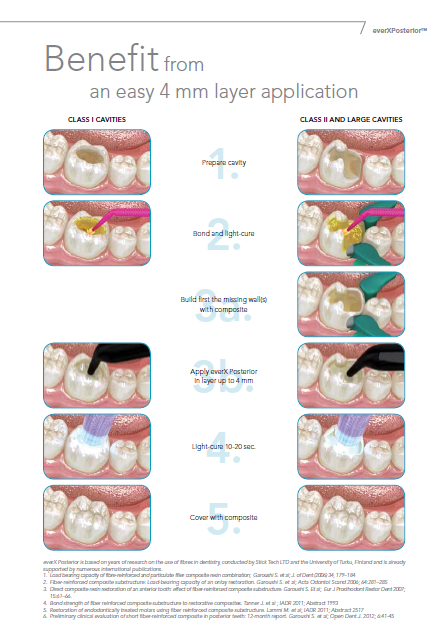 everXPosterior™
Benefit from
an easy 4 mm layer application
CLASS I CAVITIES
CLASS II AND LARGE CAVITIES
1.
Prepare cavity
2.
Bond and light-cure
3a.
Build first the missing wall(s)
with composite
3b.
Apply everX Posterior
in layer up to 4 mm
4.
Light-cure 10-20 sec.
5.
Cover with composite
everX Posterior is based on years of research on the use of fibres in dentistry, conducted by Stick Tech LTD and the University of Turku, Finland and is already
supported by numerous international publications.
1. Load bearing capacity of fibre-reinforced and particulate filler composite resin combination; Garoushi S. et al; J. of Dent (2006) 34, 179-184
2. Fiber-reinforced composite substructure: Load-bearing capacity of an onlay restoration. Garoushi S. et al; Acta Odontol Scand 2006; 64:281-285.
3. Direct composite resin restoration of an anterior tooth: effect of fibre-reinforced composite substructure. Garoushi S. Et al; Eur J Prosthodont Restor Dent 2007;
15:61-66.
4. Bond strength of fiber reinforced composite to restorative composites; Tanner J. et al ; IADR 2011; Abstract 1993
5. Restoration of endodontically treated molars using fiber reinforced composite substructure. Lammi M. et al; IADR 2011; Abstract 2517
6. Preliminary clinical evaluation of short fiber-reinforced composite in posterior teeth: 12-month report. Garoushi S. et al; Open Dent J. 2012; 6:41-45.